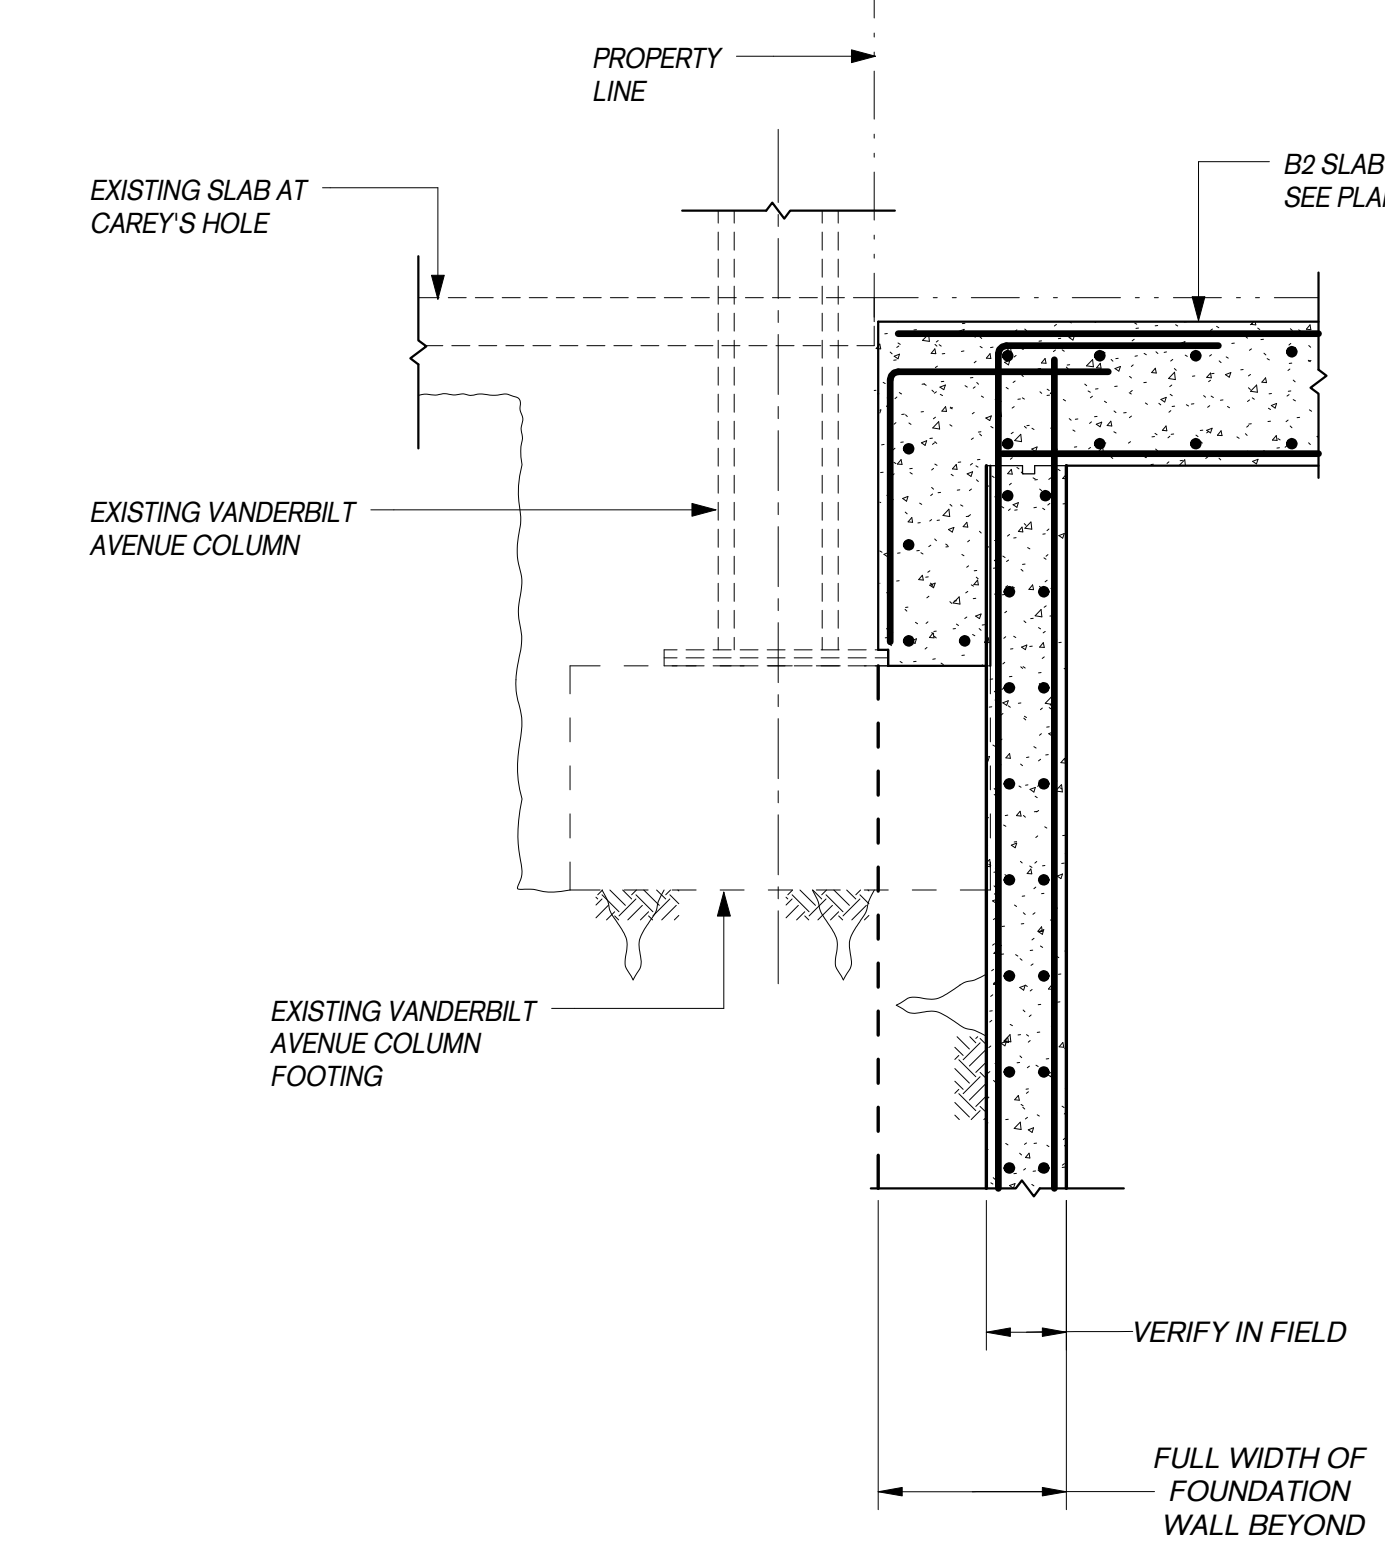 PROPERTY
LINE
B2 SLAB
SEE
EXISTING SLAB AT
CAREY'S HOLE
EXISTING VANDERBILT
AVENUE COLUMN
EXISTING VANDERBILT
AVENUE COLUMN
FOOTING
VERIFY IN FIELD
FULL WIDTH OF
FOUNDATION
WALL BEYOND